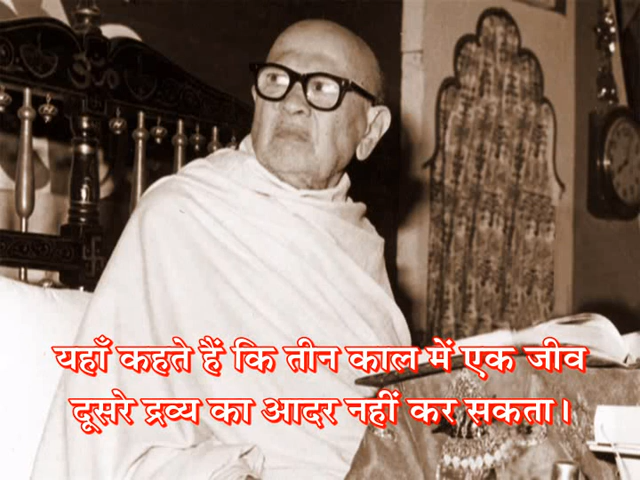 यहाँ कहते हैं कि तीन काल में एक जीव
दूसरे द्रव्य का आदर नहीं कर सकता।